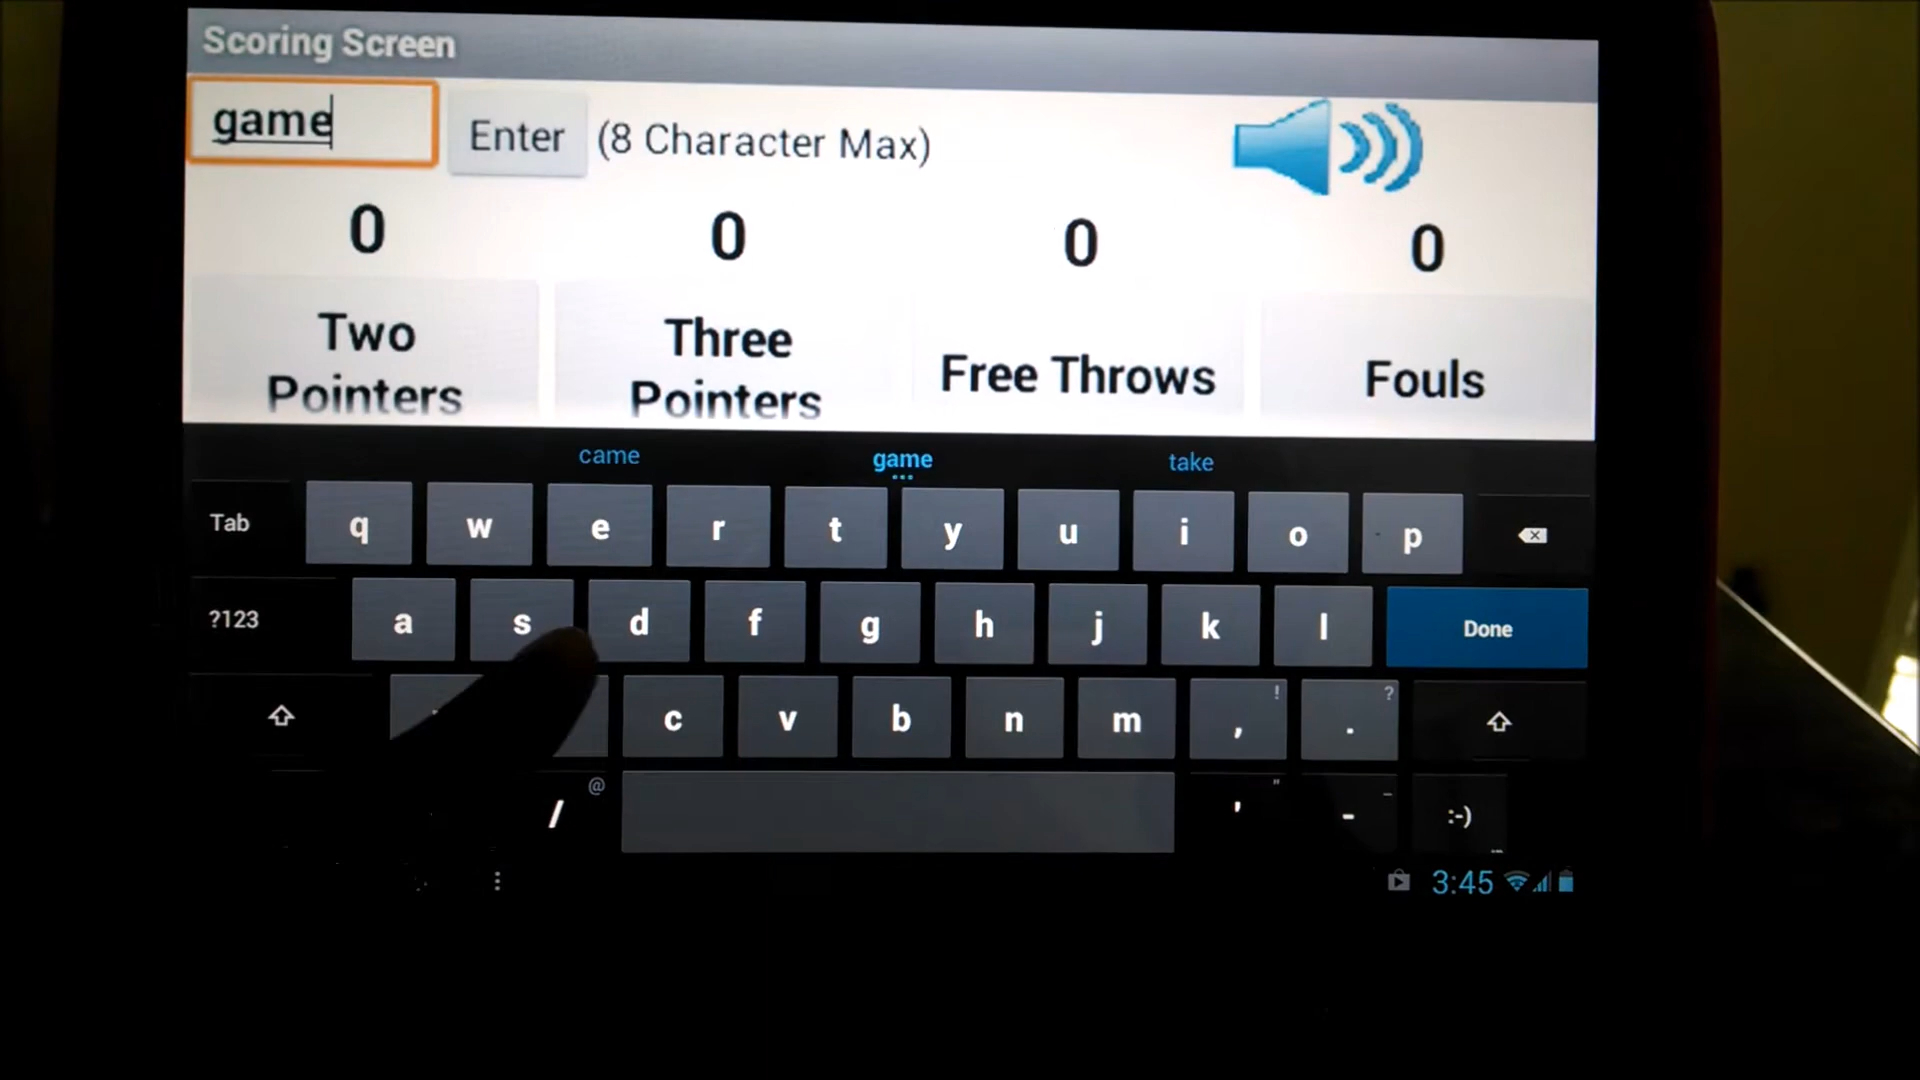 Scoring Screen
game Enter (8 Character Max)
0 0 0 0
Two Pointers Three Pointers Free Throws Fouls
came game take
Tab q w e r t y u i o p
?123 a s d f g h j k l Done
c v b n m , ! . ?
/ @ ' " - _ :-)
3:45